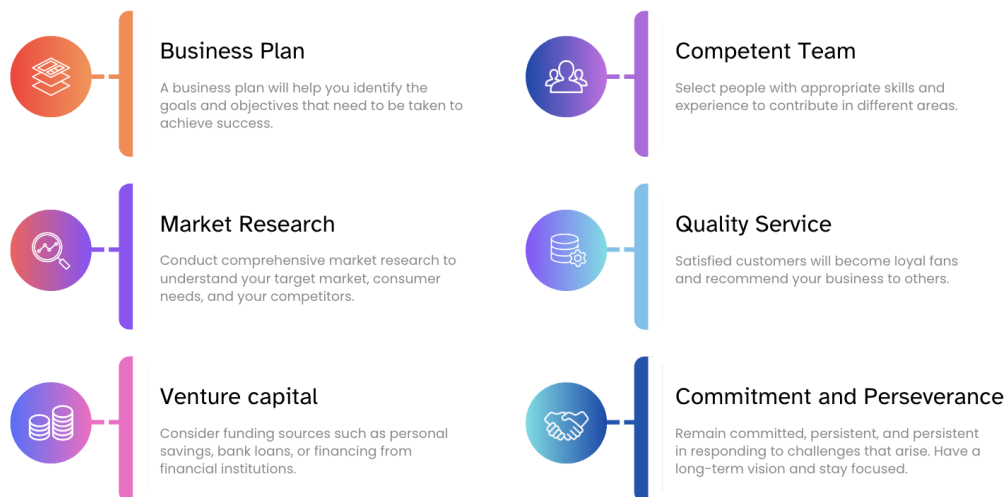 Business Plan
A business plan will help you identify the
goals and objectives that need to be taken to
achieve success.
Competent Team
Select people with appropriate skills and
experience to contribute in different areas.
Market Research
Conduct comprehensive market research to
understand your target market, consumer
needs, and your competitors.
Quality Service
Satisfied customers will become loyal fans
and recommend your business to others.
Venture capital
Consider funding sources such as personal
savings, bank loans, or financing from
financial institutions.
Commitment and Perseverance
Remain committed, persistent, and persistent
in responding to challenges that arise. Have a
long-term vision and stay focused.